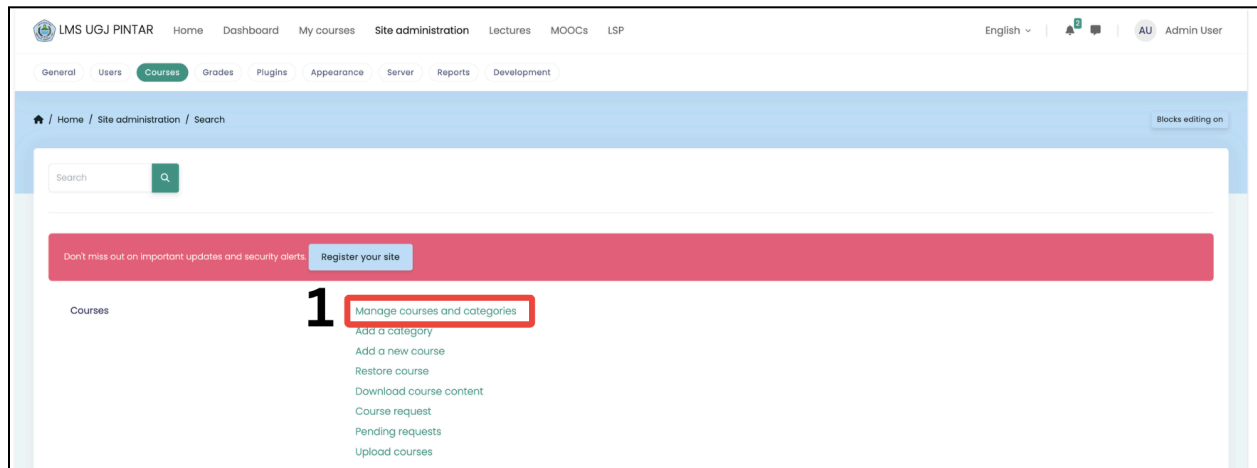 LMS UGJ PINTAR Home Dashboard My courses Site administration Lectures MOOCs LSP English 2 AU Admin User
General Users Courses Grades Plugins Appearance Server Reports Development
/ Home / Site administration / Search Blocks editing on
Search
Don't miss out on important updates and security alerts. Register your site
Courses 1 Manage courses and categories
Add a category
Add a new course
Restore course
Download course content
Course request
Pending requests
Upload courses